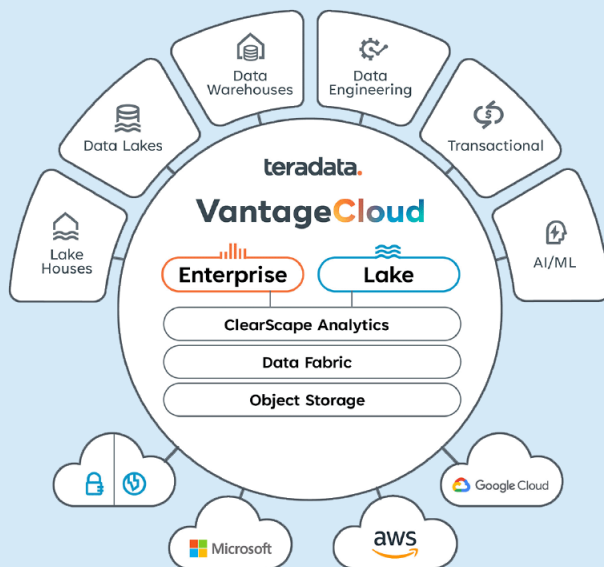 Data
Warehouses
Data
Engineering
Data Lakes
Transactional
Lake
Houses
AI/ML
teradata.
VantageCloud
Enterprise
Lake
ClearScape Analytics
Data Fabric
Object Storage
Google Cloud
Microsoft
aws